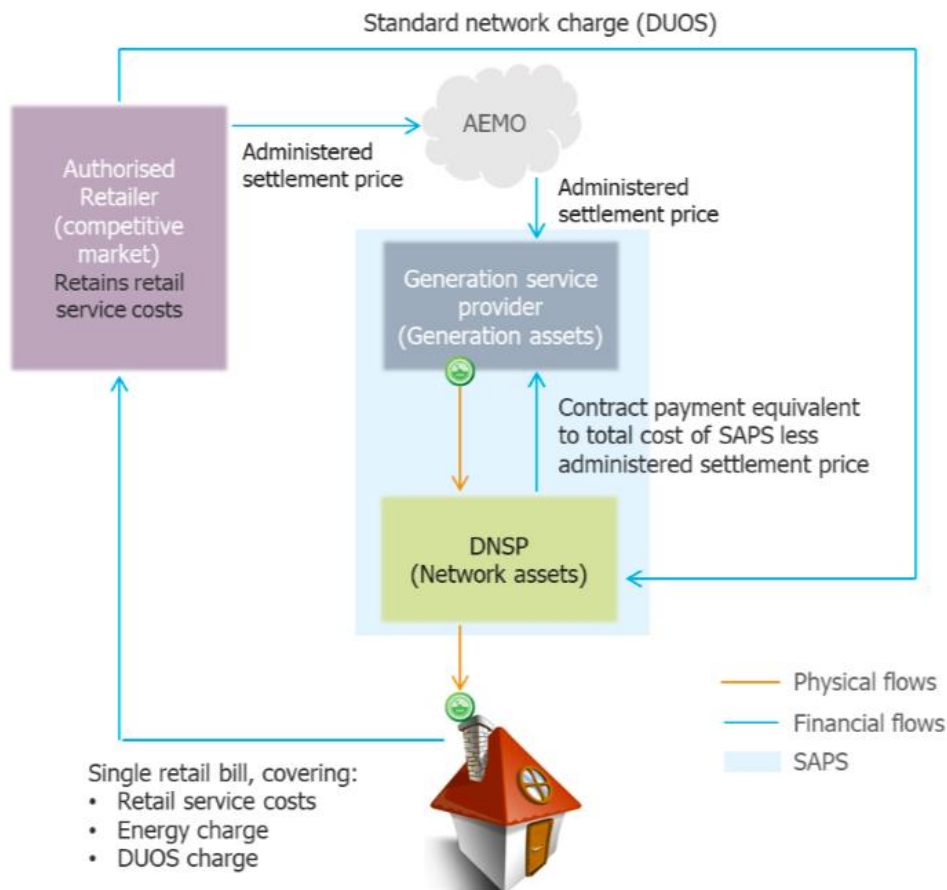 Standard network charge (DUOS)
AEMO
Administered
settlement price
Authorised
Retailer
(competitive
market)
Retains retail
service costs
Administered
settlement price
Generation service
provider
(Generation assets)
Contract payment equivalent
to total cost of SAPS less
administered settlement price
DNSP
(Network assets)
Physical flows
Financial flows
SAPS
Single retail bill, covering:
• Retail service costs
• Energy charge
• DUOS charge